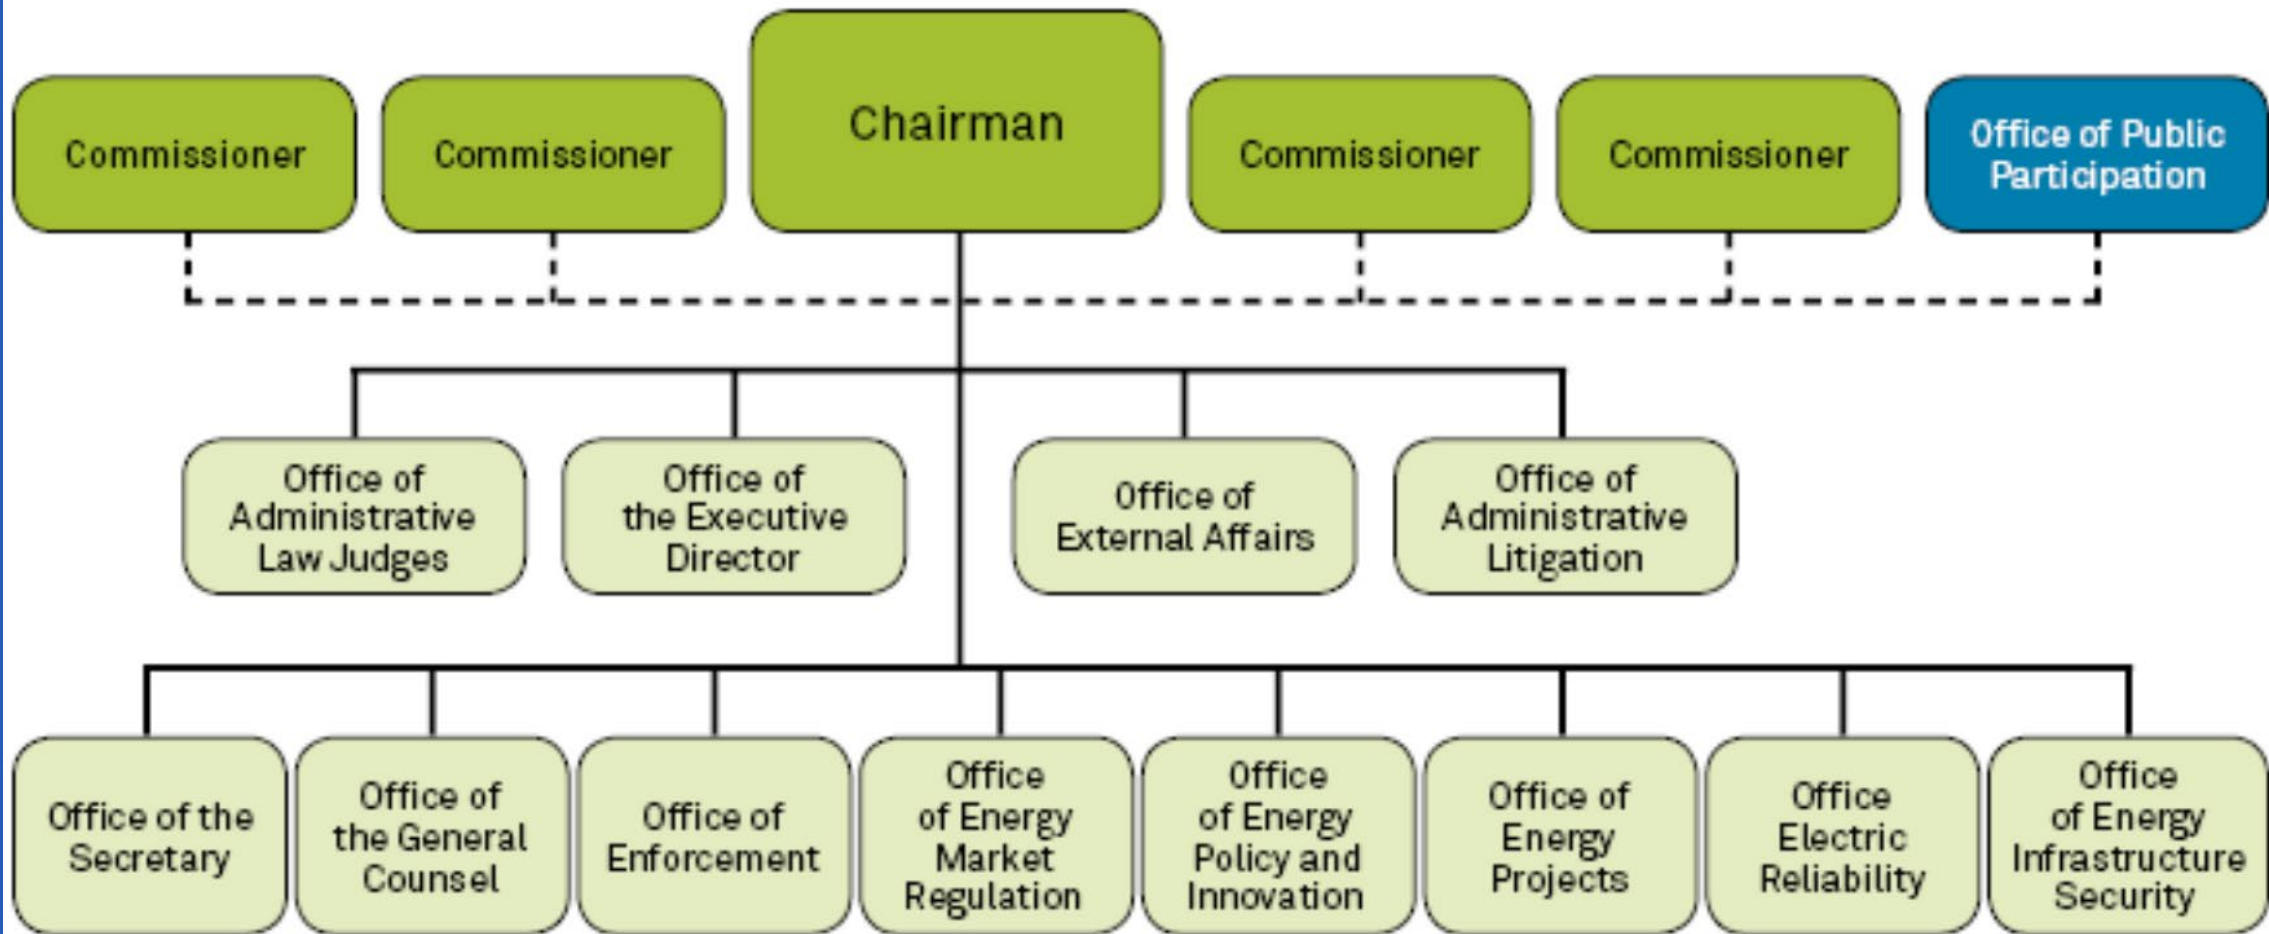 Commissioner
Commissioner
Chairman
Commissioner
Commissioner
Office of Public
Participation
Office of
Administrative
Law Judges
Office of
the Executive
Director
Office of
External Affairs
Office of
Administrative
Litigation
Office of the
Secretary
Office of
the General
Counsel
Office of
Enforcement
Office
of Energy
Market
Regulation
Office
of Energy
Policy and
Innovation
Office of
Energy
Projects
Office
Electric
Reliability
Office
of Energy
Infrastructure
Security